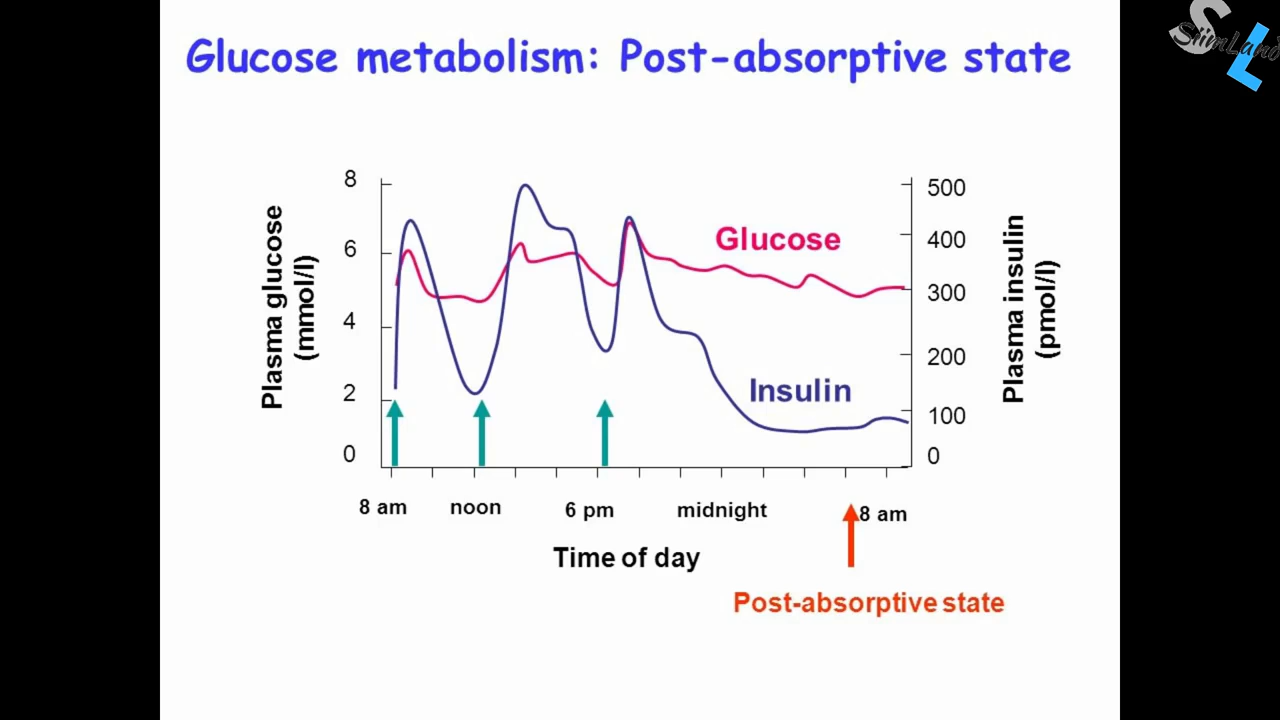 SiimLand
SL
Glucose metabolism: Post-absorptive state
8
6
4
2
0
Plasma glucose
(mmol/l)
Glucose
Insulin
500
400
300
200
100
0
Plasma insulin
(pmol/l)
8 am
noon
6 pm
midnight
8 am
Time of day
Post-absorptive state